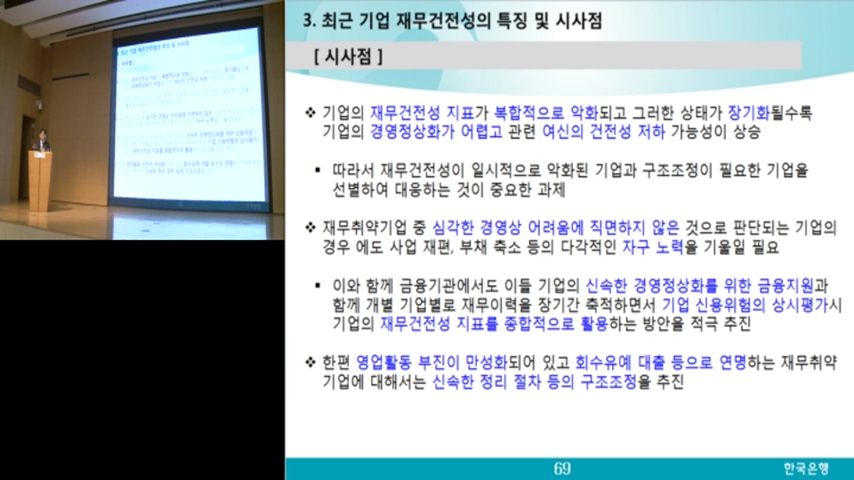 3. 최근 기업 재무건전성의 특징 및 시사점
[ 시사점 ]
❖ 기업의 재무건전성 지표가 복합적으로 악화되고 그러한 상태가 장기화될수록
기업의 경영정상화가 어렵고 관련 여신의 건전성 저하 가능성이 상승
▪ 따라서 재무건전성이 일시적으로 악화된 기업과 구조조정이 필요한 기업을
선별하여 대응하는 것이 중요한 과제
❖ 재무취약기업 중 심각한 경영상 어려움에 직면하지 않은 것으로 판단되는 기업의
경우 에도 사업 재편, 부채 축소 등의 다각적인 자구 노력을 기울일 필요
▪ 이와 함께 금융기관에서도 이들 기업의 신속한 경영정상화를 위한 금융지원과
함께 개별 기업별로 재무이력을 장기간 축적하면서 기업 신용위험의 상시평가시
기업의 재무건전성 지표를 종합적으로 활용하는 방안을 적극 추진
❖ 한편 영업활동 부진이 만성화되어 있고 회수유예 대출 등으로 연명하는 재무취약
기업에 대해서는 신속한 정리 절차 등의 구조조정을 추진
69
한국은행